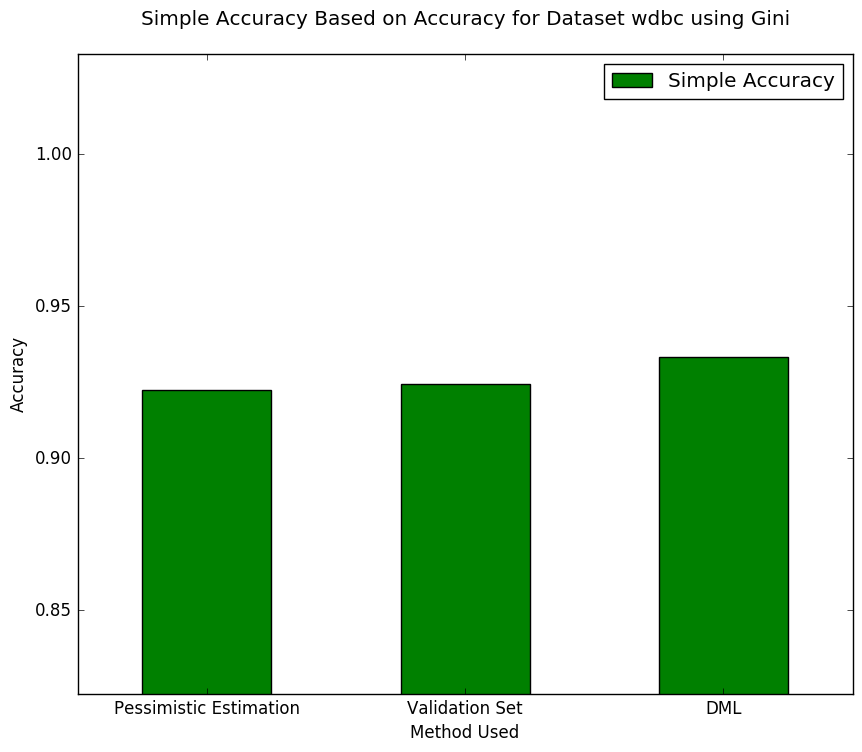 Simple Accuracy Based on Accuracy for Dataset wdbc using Gini
Simple Accuracy
1.00
0.95
0.90
0.85
Accuracy
Pessimistic Estimation
Validation Set
DML
Method Used